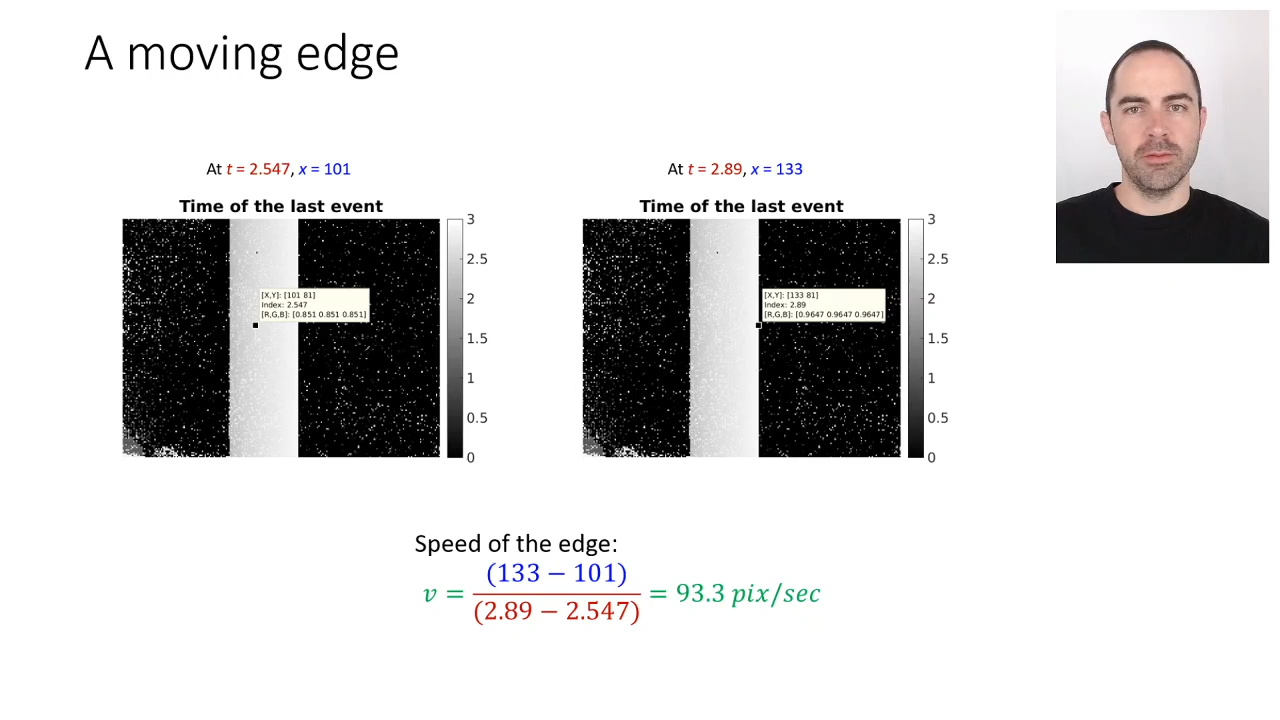 A moving edge
At t = 2.547, x = 101
Time of the last event
[X,Y]: [101 81]
Index: 2.547
[R,G,B]: [0.851 0.851 0.851]
3
2.5
2
1.5
1
0.5
0
At t = 2.89, x = 133
Time of the last event
[X,Y]: [133 81]
Index: 2.89
[R,G,B]: [0.9647 0.9647 0.9647]
3
2.5
2
1.5
1
0.5
0
Speed of the edge:
v = (133 − 101) / (2.89 − 2.547) = 93.3 pix/sec